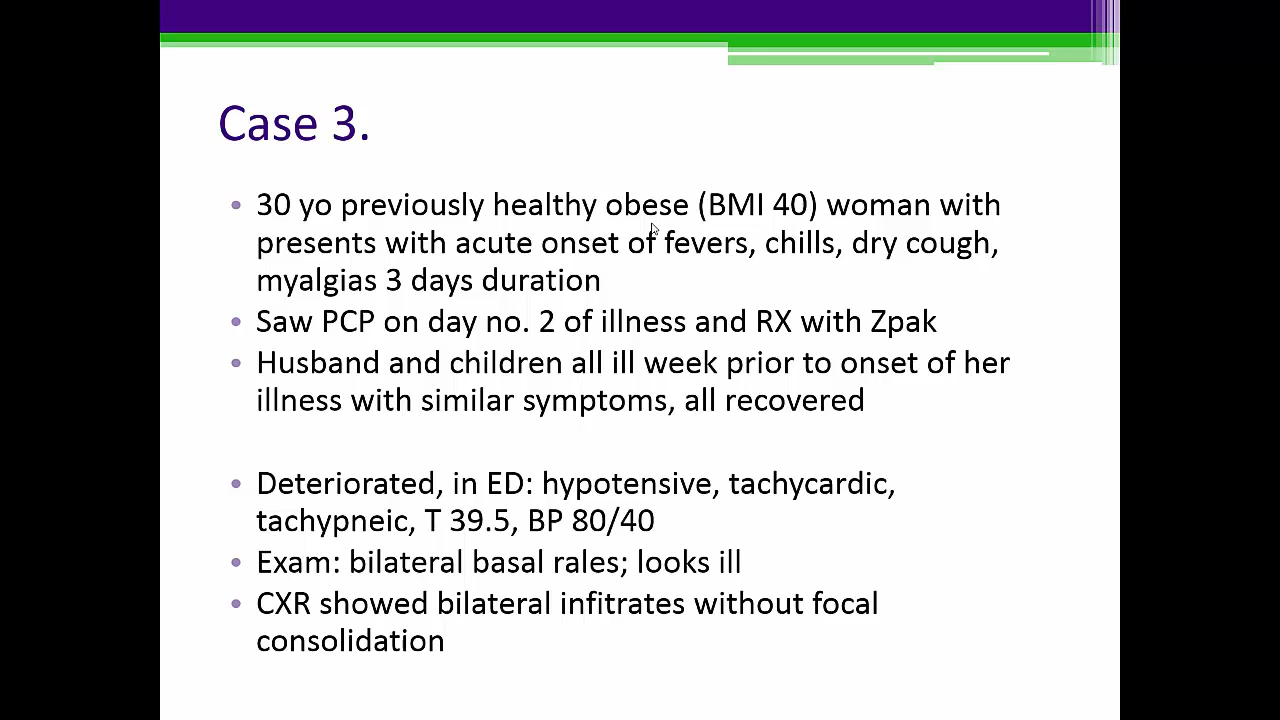 Case 3.
• 30 yo previously healthy obese (BMI 40) woman with
presents with acute onset of fevers, chills, dry cough,
myalgias 3 days duration
• Saw PCP on day no. 2 of illness and RX with Zpak
• Husband and children all ill week prior to onset of her
illness with similar symptoms, all recovered
• Deteriorated, in ED: hypotensive, tachycardic,
tachypneic, T 39.5, BP 80/40
• Exam: bilateral basal rales; looks ill
• CXR showed bilateral infitrates without focal
consolidation